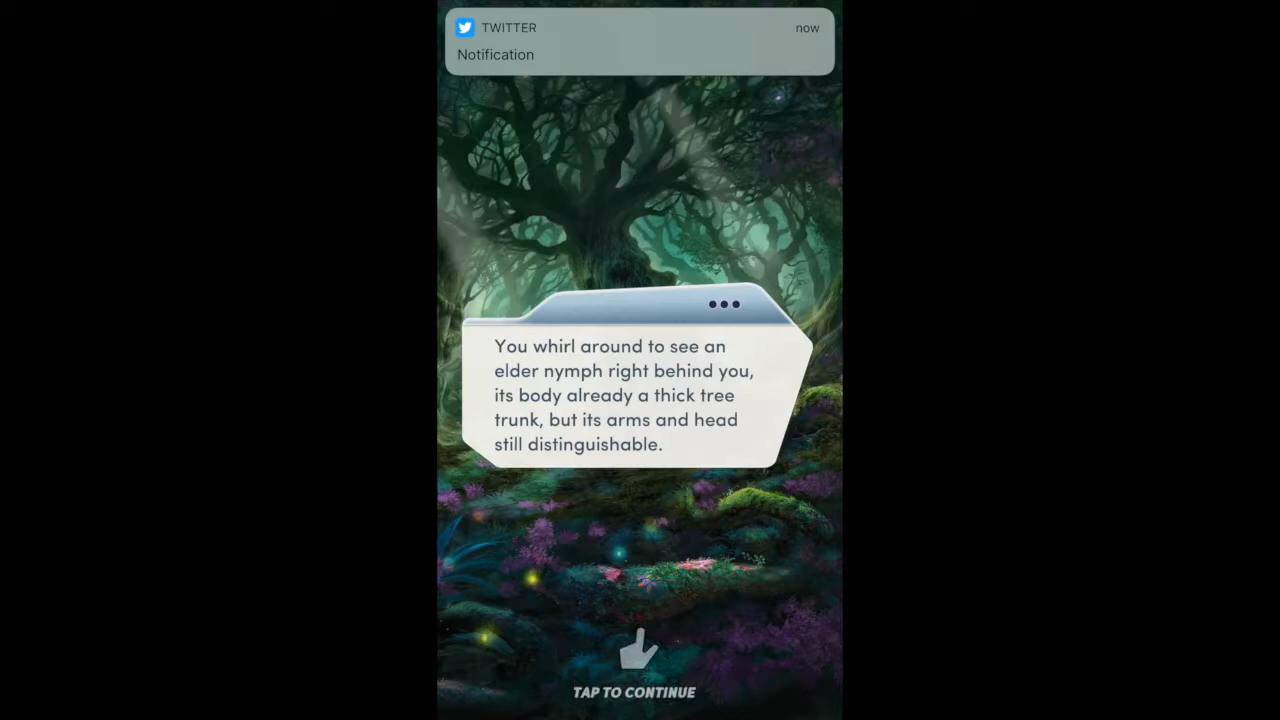 TWITTER
now
Notification
You whirl around to see an
elder nymph right behind you,
its body already a thick tree
trunk, but its arms and head
still distinguishable.
TAP TO CONTINUE